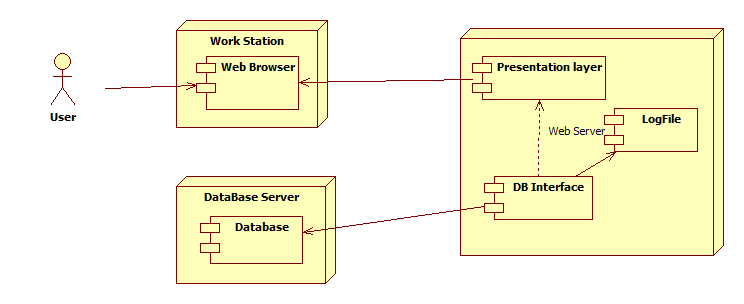 Work Station
Web Browser
User
Presentation layer
LogFile
Web Server
DB Interface
DataBase Server
Database